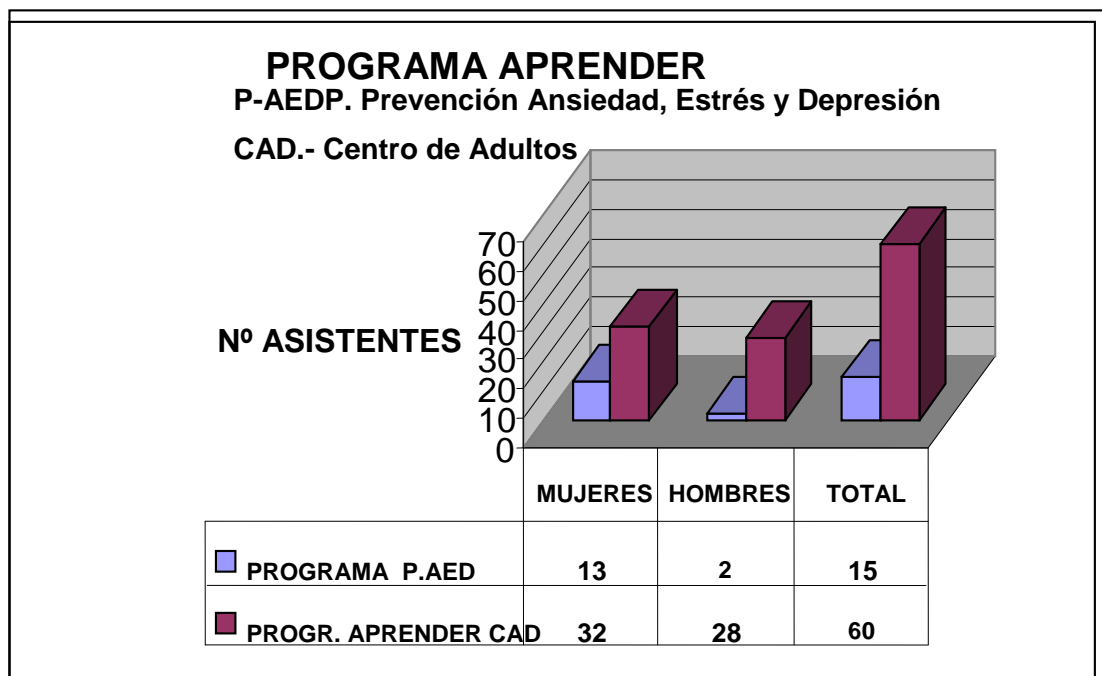 PROGRAMA APRENDER
P-AEDP. Prevención Ansiedad, Estrés y Depresión
CAD.- Centro de Adultos
70
60
50
40
30
20
10
0
Nº ASISTENTES
MUJERES HOMBRES TOTAL
PROGRAMA P.AED 13 2 15
PROGR. APRENDER CAD 32 28 60